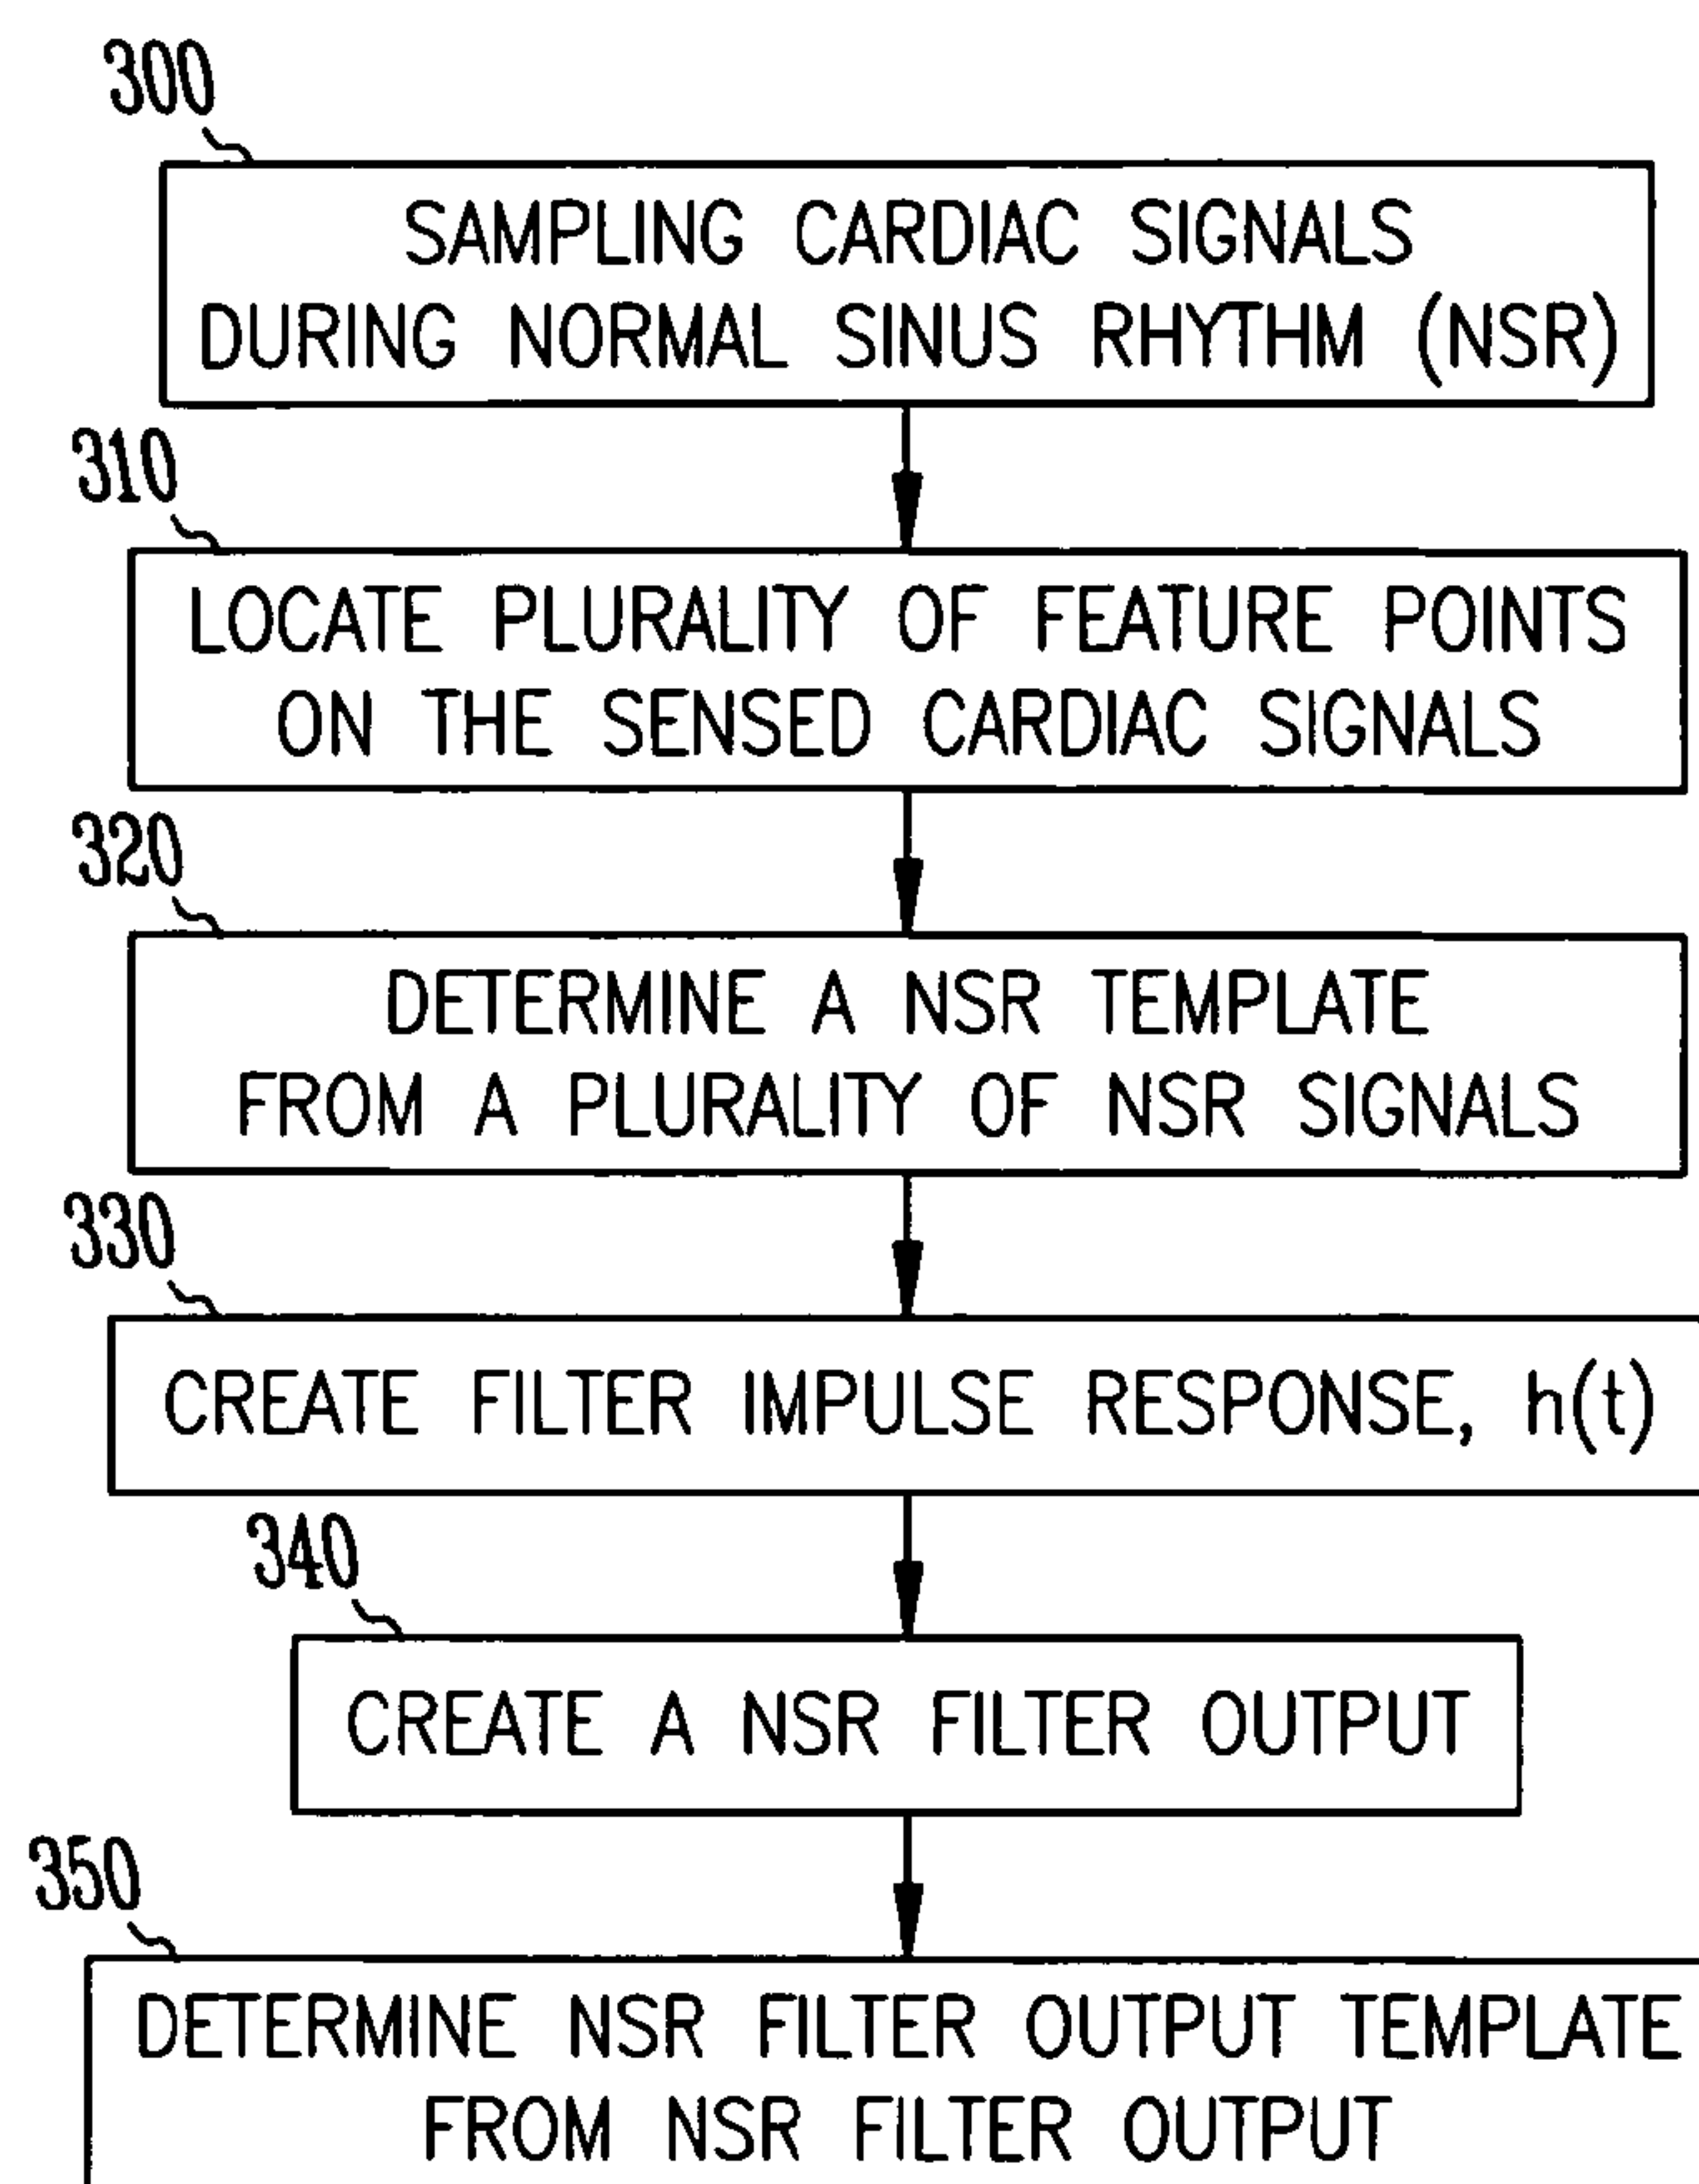 300
SAMPLING CARDIAC SIGNALS
DURING NORMAL SINUS RHYTHM (NSR)
310
LOCATE PLURALITY OF FEATURE POINTS
ON THE SENSED CARDIAC SIGNALS
320
DETERMINE A NSR TEMPLATE
FROM A PLURALITY OF NSR SIGNALS
330
CREATE FILTER IMPULSE RESPONSE, h(t)
340
CREATE A NSR FILTER OUTPUT
350
DETERMINE NSR FILTER OUTPUT TEMPLATE
FROM NSR FILTER OUTPUT